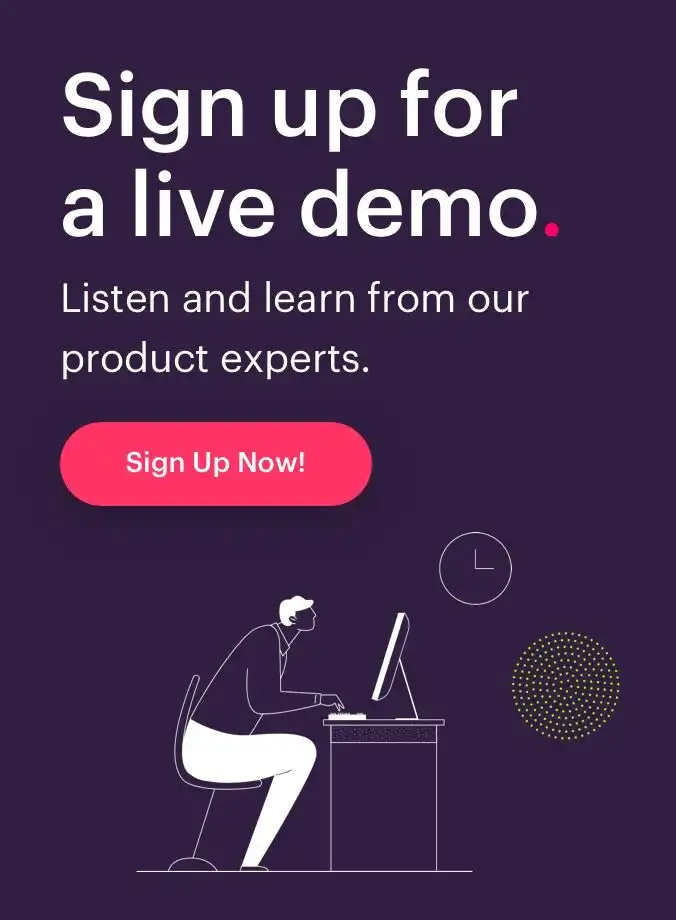 Sign up for
a live demo.
Listen and learn from our
product experts.
Sign Up Now!